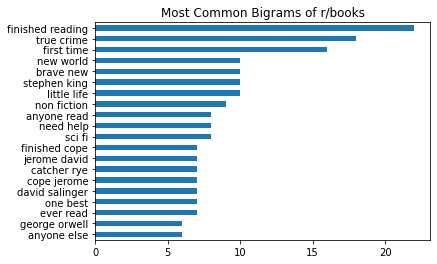 Most Common Bigrams of r/books
finished reading
true crime
first time
new world
brave new
stephen king
little life
non fiction
anyone read
need help
sci fi
finished cope
jerome david
catcher rye
cope jerome
david salinger
one best
ever read
george orwell
anyone else
0 5 10 15 20